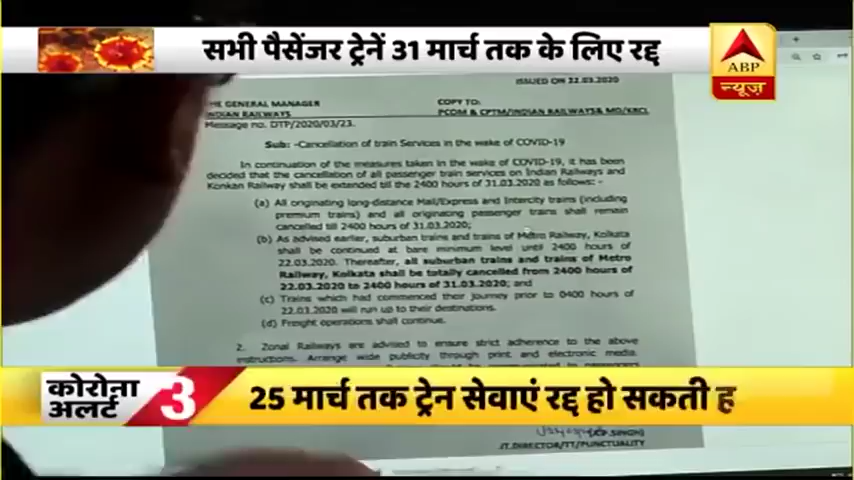 सभी पैसेंजर ट्रेनें 31 मार्च तक के लिए रद्द
ABP
न्यूज़
ISSUED ON 22.03.2020
THE GENERAL MANAGER
COPY TO:
INDIAN RAILWAYS
PCOM & CPTM/INDIAN RAILWAYS& MD/KRCL
Message no. DTP/2020/03/23.
Sub: -Cancellation of train Services in the wake of COVID-19
In continuation of the measures taken in the wake of COVID-19, it has been
decided that the cancellation of all passenger train services on Indian Railways and
Konkan Railway shall be extended till the 2400 hours of 31.03.2020 as follows: -
(a) All originating long-distance Mail/Express and Intercity trains (including
premium trains) and all originating passenger trains shall remain
cancelled till 2400 hours of 31.03.2020;
(b) As advised earlier, suburban trains and trains of Metro Railway, Kolkata
shall be continued at bare minimum level until 2400 hours of
22.03.2020. Thereafter, all suburban trains and trains of Metro
Railway, Kolkata shall be totally cancelled from 2400 hours of
22.03.2020 to 2400 hours of 31.03.2020; and
(c) Trains which had commenced their journey prior to 0400 hours of
22.03.2020 will run up to their destinations.
(d) Freight operations shall continue.
2. Zonal Railways are advised to ensure strict adherence to the above
instructions. Arrange wide publicity through print and electronic media.
कोरोना
अलर्ट
3
25 मार्च तक ट्रेन सेवाएं रद्द हो सकती ह
SINGH)
JT.DIRECTOR/TT/PUNCTUALITY